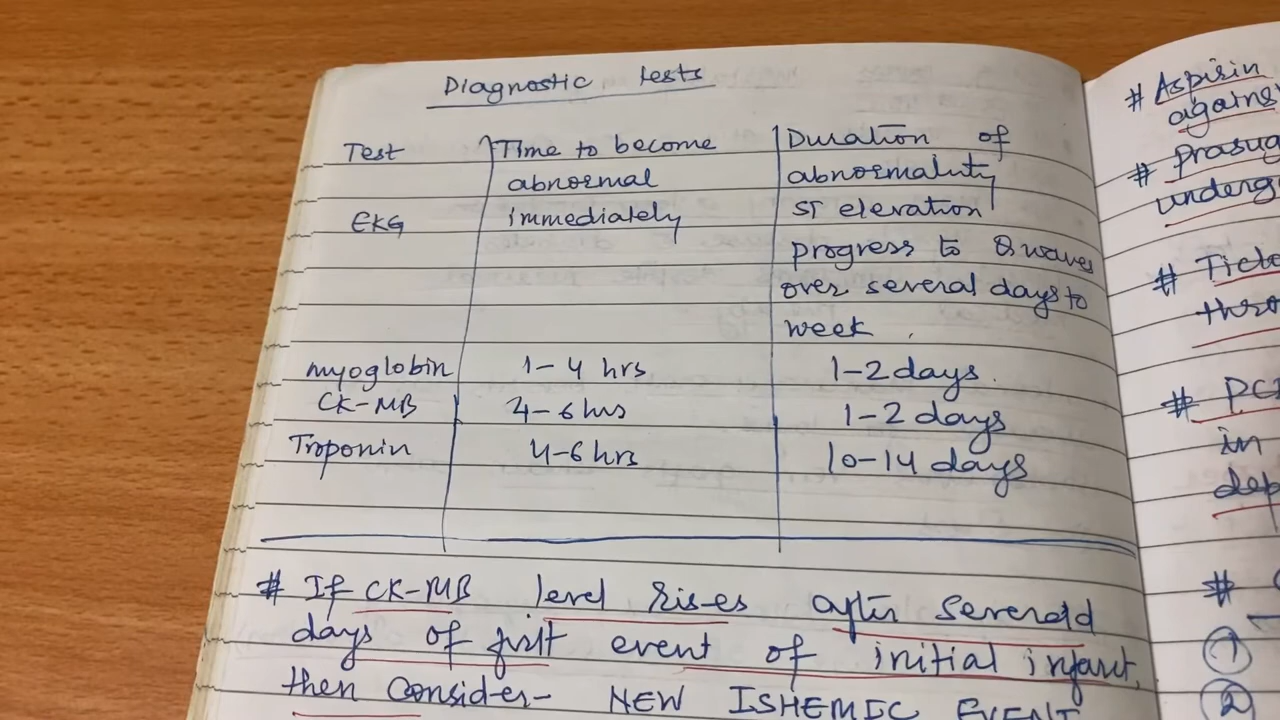 Diagnostic tests
Test Time to become Duration of
abnormal abnormality
EKG immediately ST elevation
progress to Q waves
over several days to
week.
myoglobin 1-4 hrs 1-2 days.
CK-MB 4-6 hrs 1-2 days
Troponin 4-6 hrs 10-14 days
# If CK-MB level rises after several
days of first event of initial infarct,
then consider- NEW ISHEMIC EVENT
# Aspirin
against
# Prasug
underg
# Tic
thro
# PCI
in
dep
#
①
②